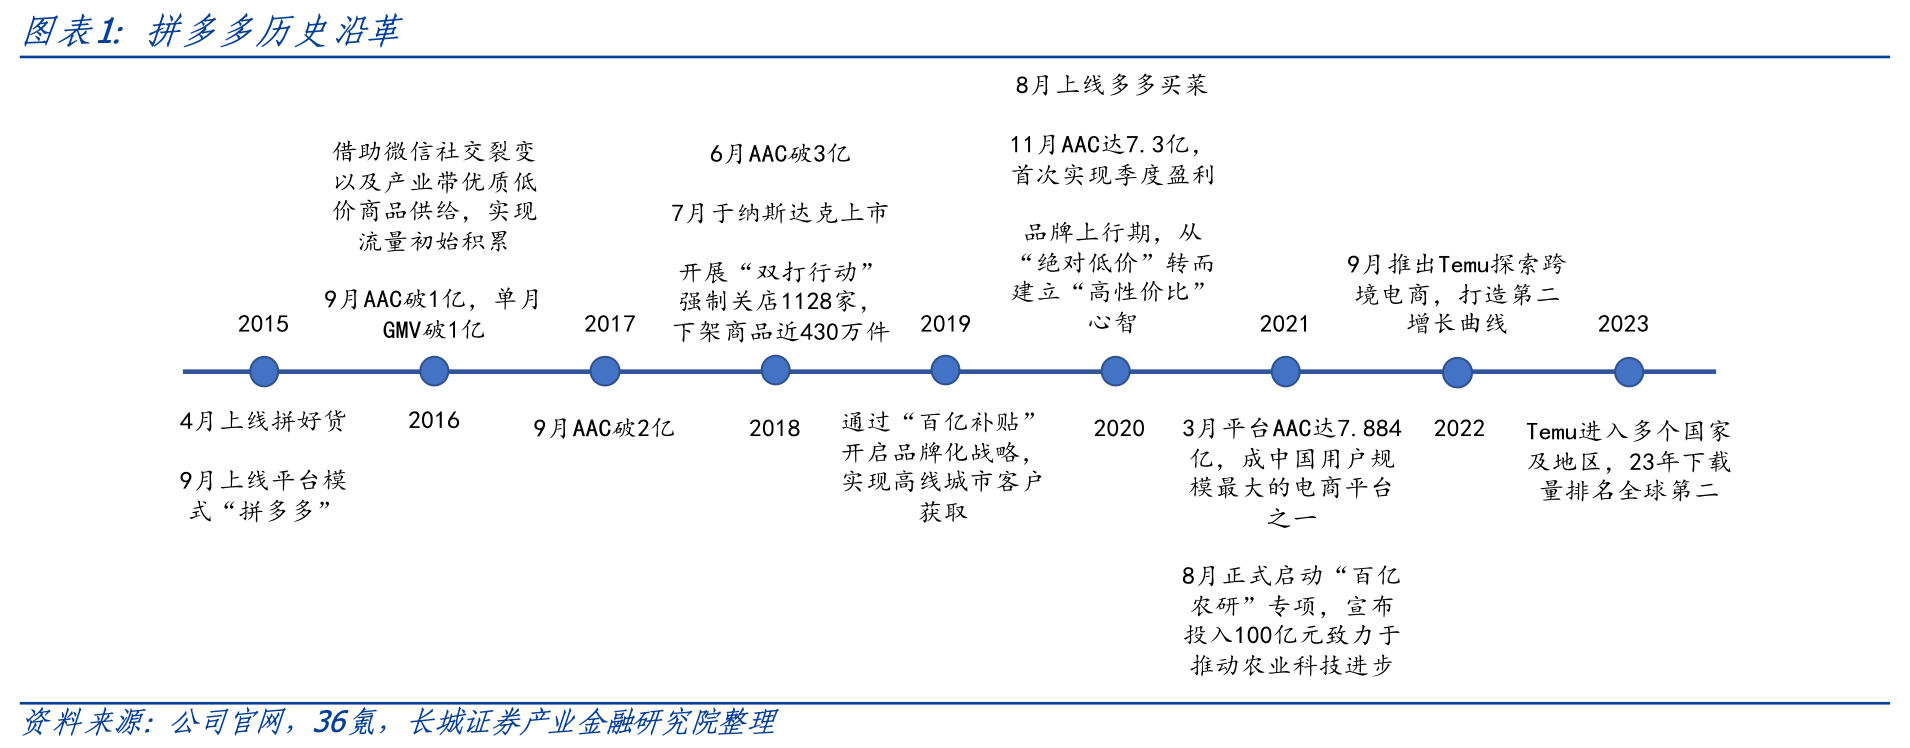 图表1: 拼多多历史沿革
2015
4月上线拼好货
9月上线平台模
式“拼多多”
借助微信社交裂变
以及产业带优质低
价商品供给，实现
流量初始积累
9月AAC破1亿，单月
GMV破1亿
2016
2017
9月AAC破2亿
6月AAC破3亿
7月于纳斯达克上市
开展“双打行动”
强制关店1128家，
下架商品近430万件
2018
2019
通过“百亿补贴”
开启品牌化战略，
实现高线城市客户
获取
8月上线多多买菜
11月AAC达7.3亿，
首次实现季度盈利
品牌上行期，从
“绝对低价”转而
建立“高性价比”
心智
2020
2021
3月平台AAC达7.884
亿，成中国用户规
模最大的电商平台
之一
8月正式启动“百亿
农研”专项，宣布
投入100亿元致力于
推动农业科技进步
9月推出Temu探索跨
境电商，打造第二
增长曲线
2022
2023
Temu进入多个国家
及地区，23年下载
量排名全球第二
资料来源：公司官网，36氪，长城证券产业金融研究院整理